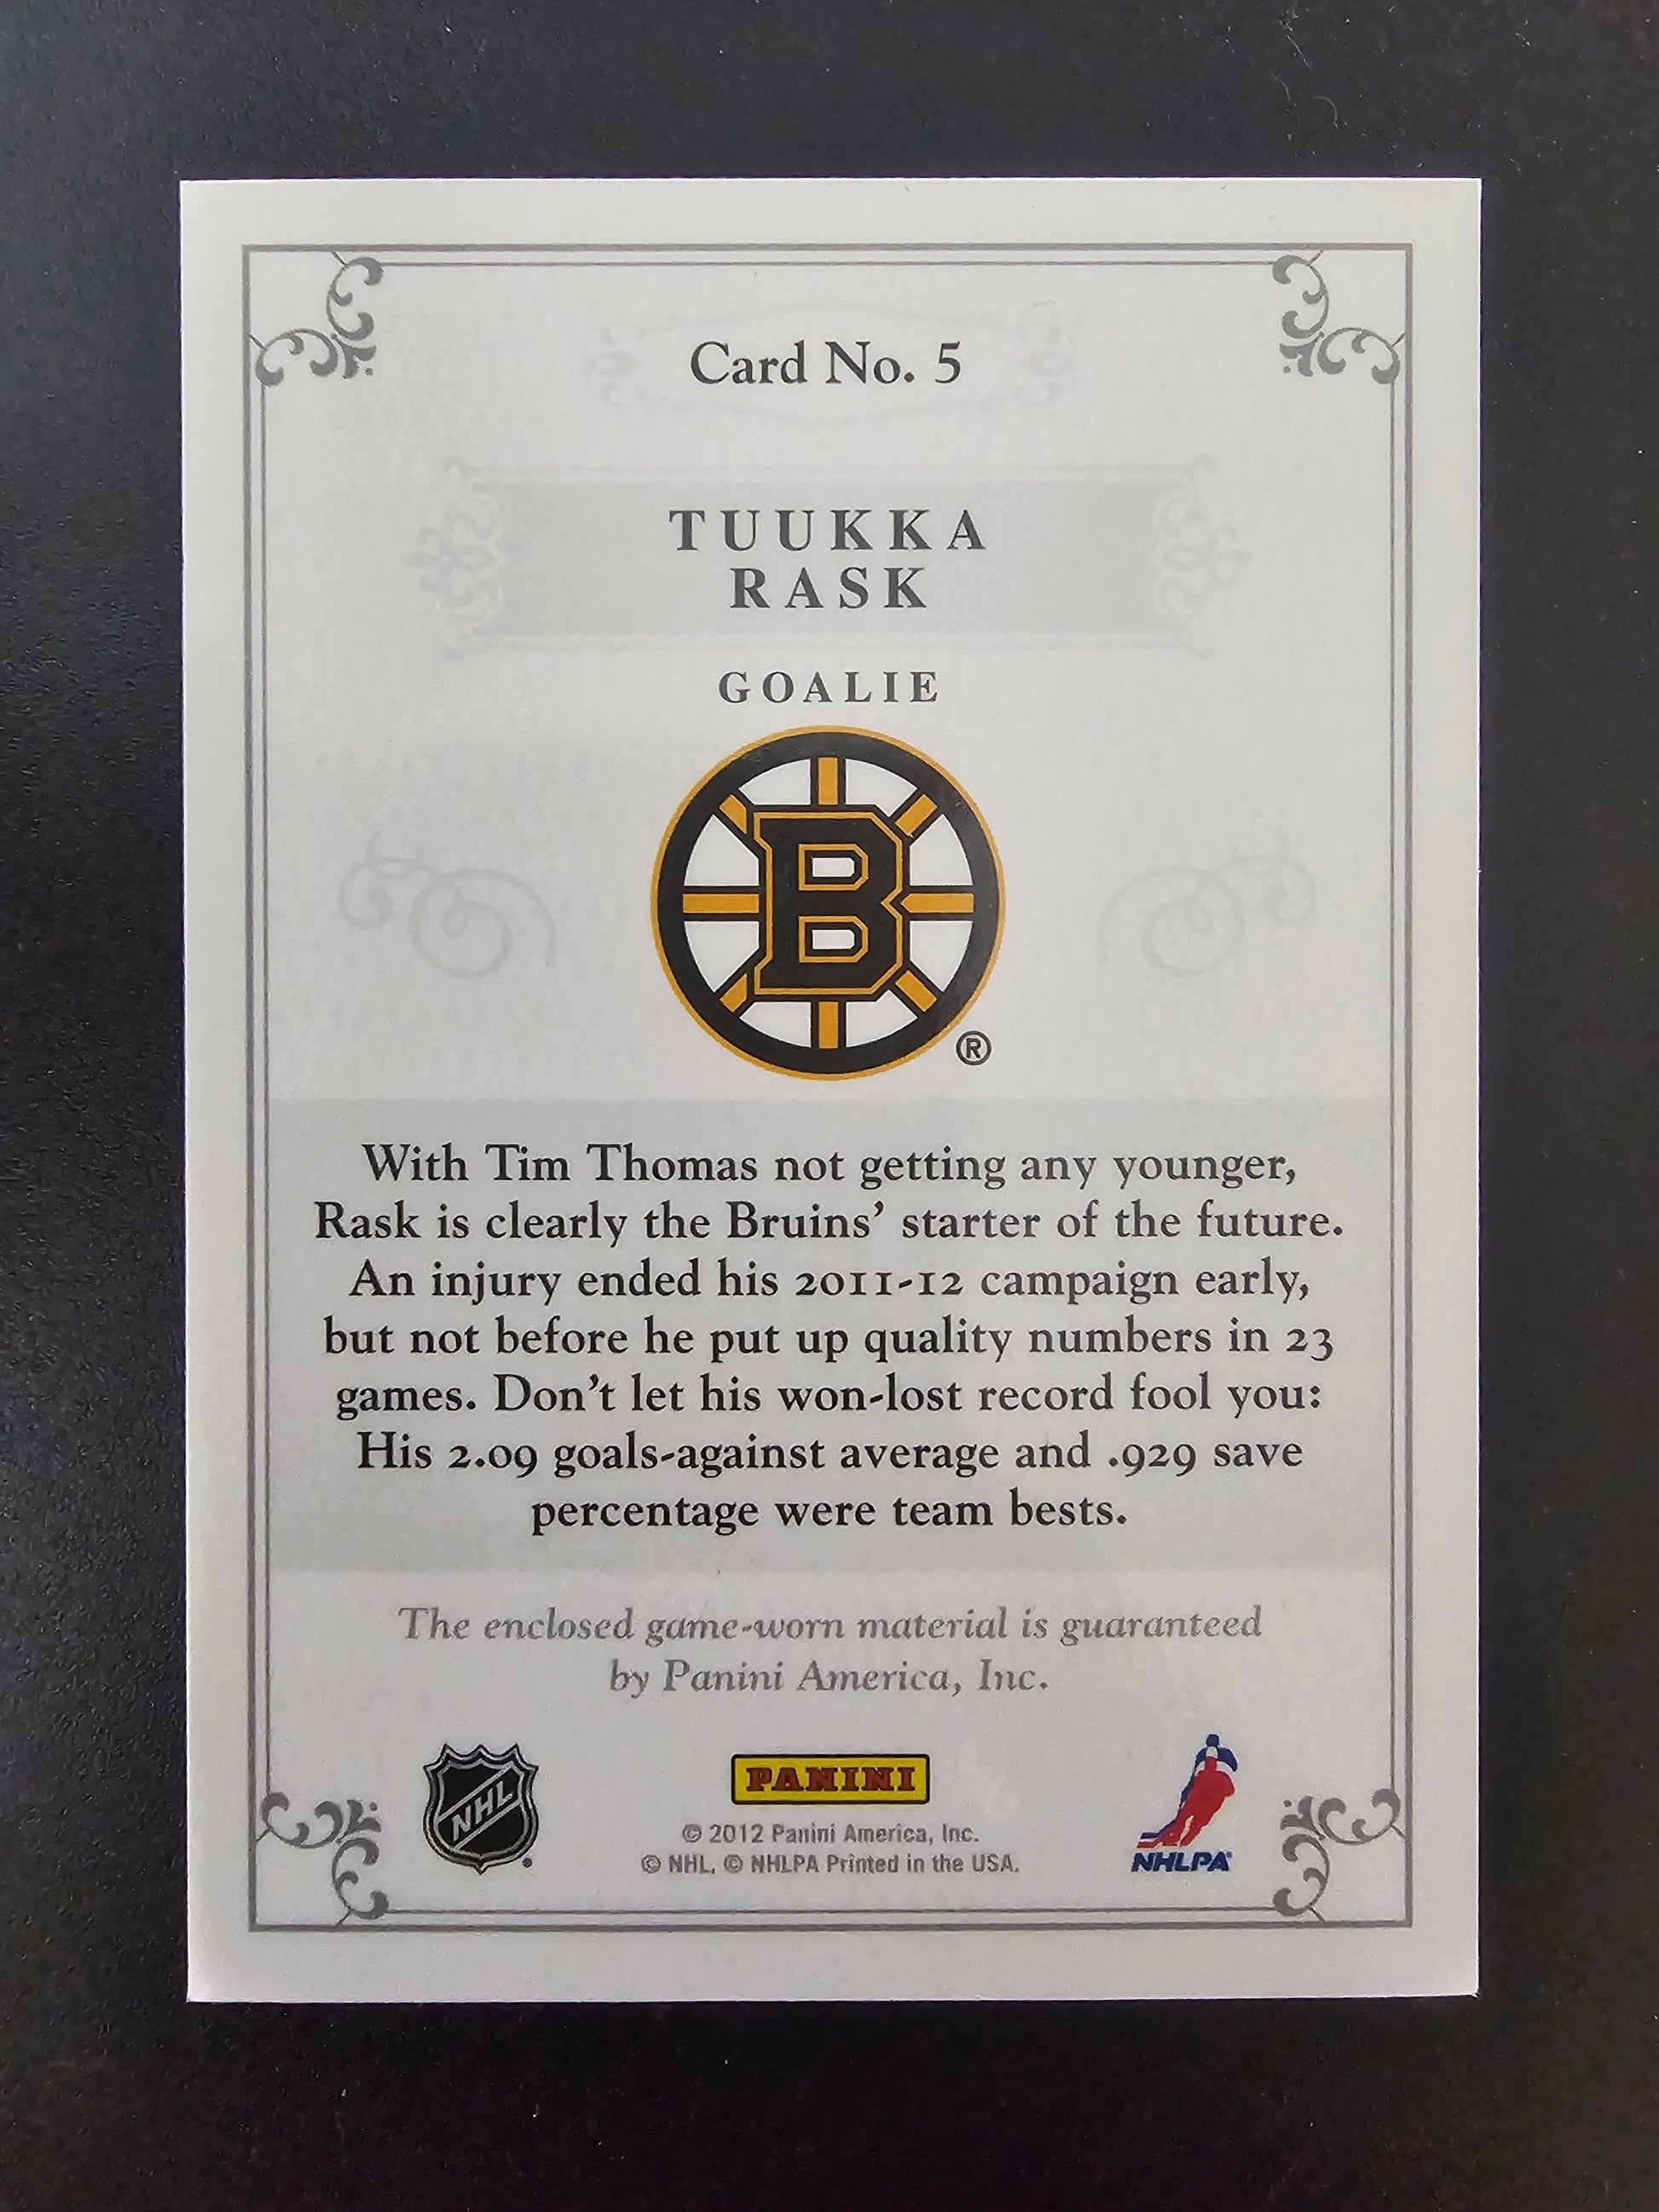 Card No. 5
TUUKKA
RASK
GOALIE
B
®
With Tim Thomas not getting any younger,
Rask is clearly the Bruins’ starter of the future.
An injury ended his 2011-12 campaign early,
but not before he put up quality numbers in 23
games. Don’t let his won-lost record fool you:
His 2.09 goals-against average and .929 save
percentage were team bests.
The enclosed game-worn material is guaranteed
by Panini America, Inc.
NHL
PANINI
© 2012 Panini America, Inc.
© NHL, © NHLPA Printed in the USA.
NHLPA